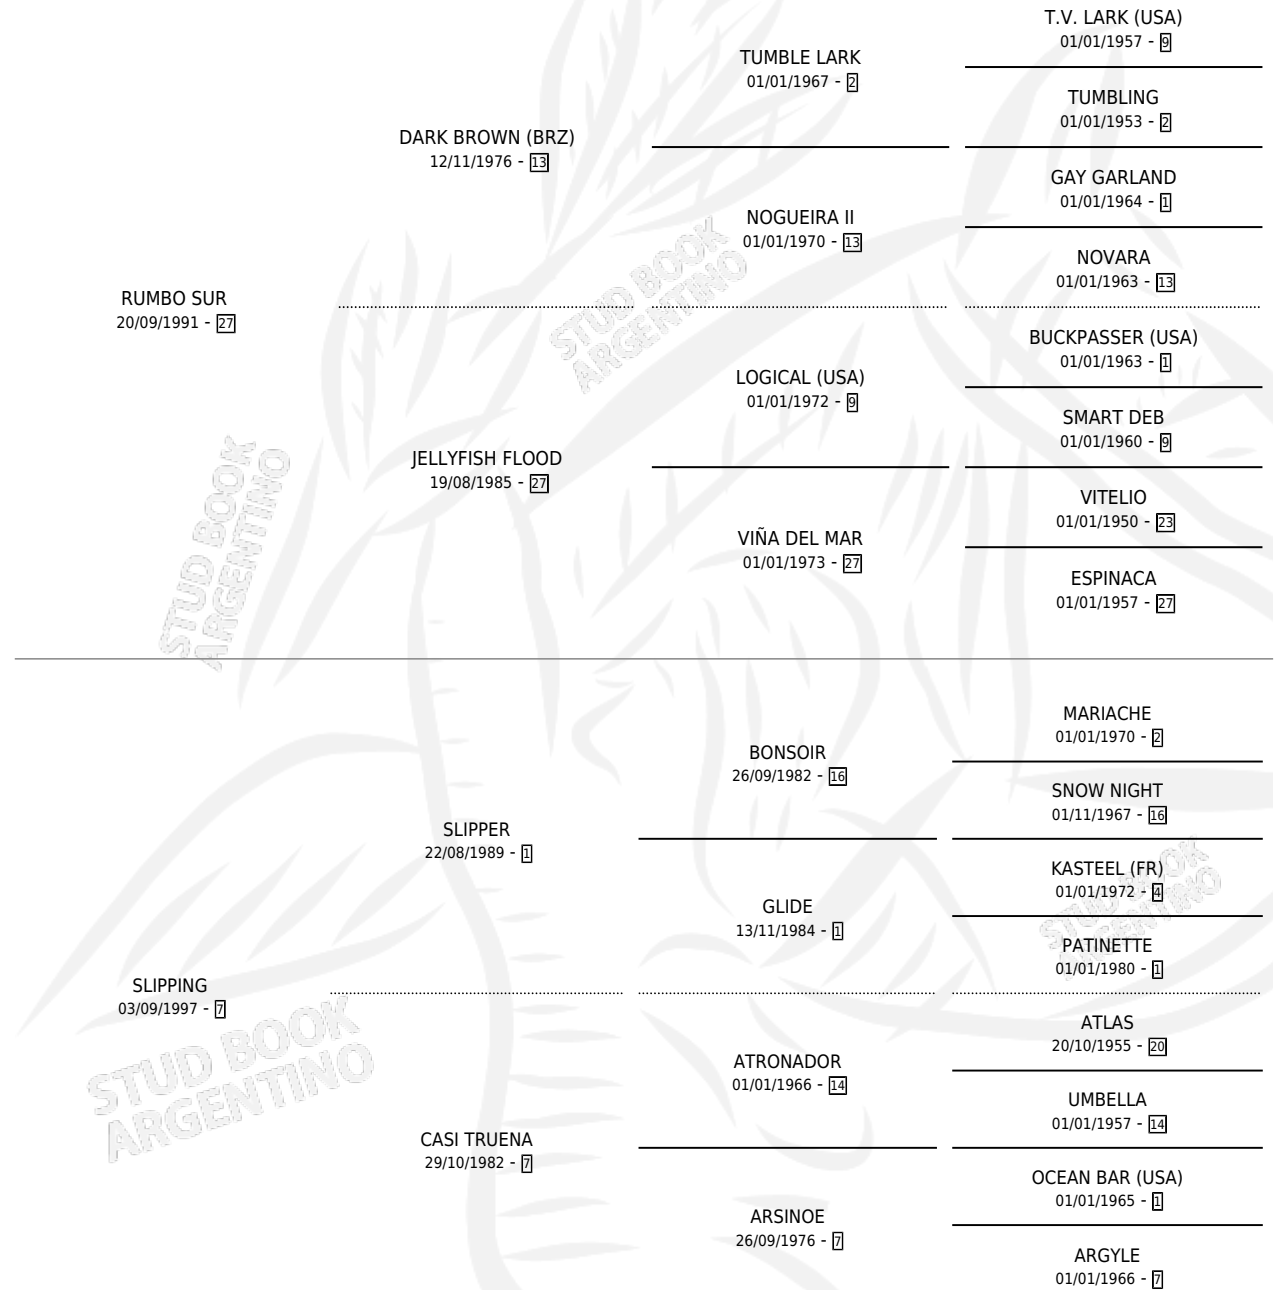 T.V. LARK (USA)
01/01/1957 - 9
TUMBLE LARK
01/01/1967 - 2
TUMBLING
01/01/1953 - 2
DARK BROWN (BRZ)
12/11/1976 - 13
GAY GARLAND
01/01/1964 - 1
NOGUEIRA II
01/01/1970 - 13
NOVARA
01/01/1963 - 13
RUMBO SUR
20/09/1991 - 27
BUCKPASSER (USA)
01/01/1963 - 1
LOGICAL (USA)
01/01/1972 - 9
SMART DEB
01/01/1960 - 9
JELLYFISH FLOOD
19/08/1985 - 27
VITELIO
01/01/1950 - 23
VIÑA DEL MAR
01/01/1973 - 27
ESPINACA
01/01/1957 - 27
MARIACHE
01/01/1970 - 2
BONSOIR
26/09/1982 - 16
SNOW NIGHT
01/11/1967 - 16
SLIPPER
22/08/1989 - 1
KASTEEL (FR)
01/01/1972 - 4
GLIDE
13/11/1984 - 1
PATINETTE
01/01/1980 - 1
SLIPPING
03/09/1997 - 7
ATLAS
20/10/1955 - 20
ATRONADOR
01/01/1966 - 14
UMBELLA
01/01/1957 - 14
CASI TRUENA
29/10/1982 - 7
OCEAN BAR (USA)
01/01/1965 - 1
ARSINOE
26/09/1976 - 7
ARGYLE
01/01/1966 - 7
STUD BOOK
ARGENTINO
STUD BOOK
ARGENTINO
STUD BOOK
ARGENTINO
STUD BOOK
ARGENTINO